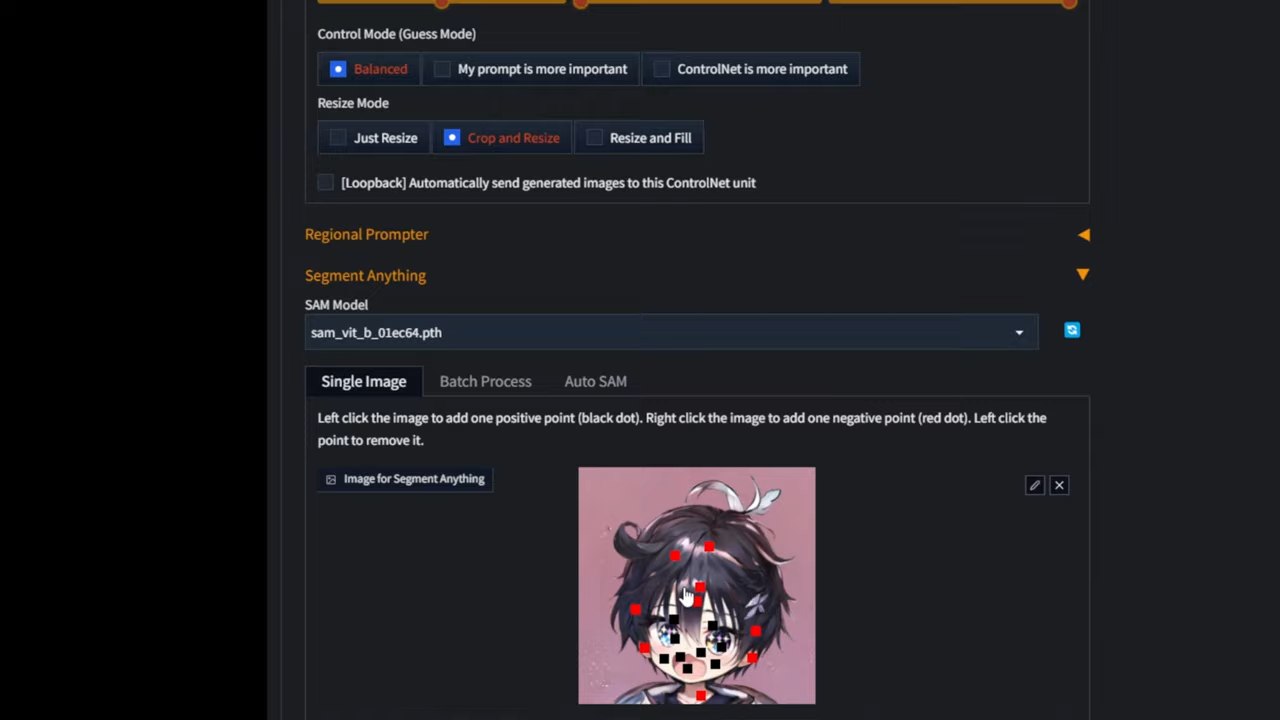 Control Mode (Guess Mode)
Balanced
My prompt is more important
ControlNet is more important
Resize Mode
Just Resize
Crop and Resize
Resize and Fill
[Loopback] Automatically send generated images to this ControlNet unit
Regional Prompter
Segment Anything
SAM Model
sam_vit_b_01ec64.pth
Single Image
Batch Process
Auto SAM
Left click the image to add one positive point (black dot). Right click the image to add one negative point (red dot). Left click the
point to remove it.
Image for Segment Anything